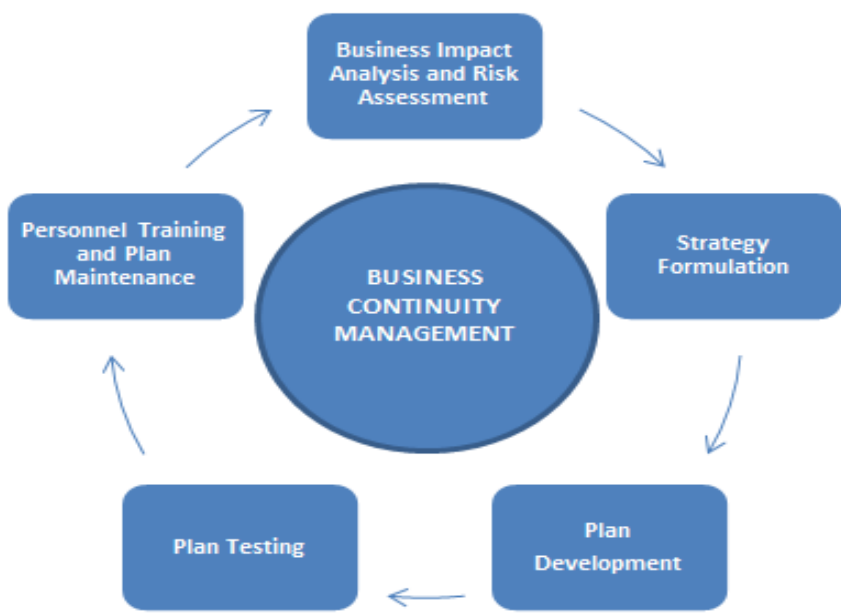 Business Impact
Analysis and Risk
Assessment
Strategy
Formulation
Plan
Development
Plan Testing
Personnel Training
and Plan
Maintenance
BUSINESS
CONTINUITY
MANAGEMENT